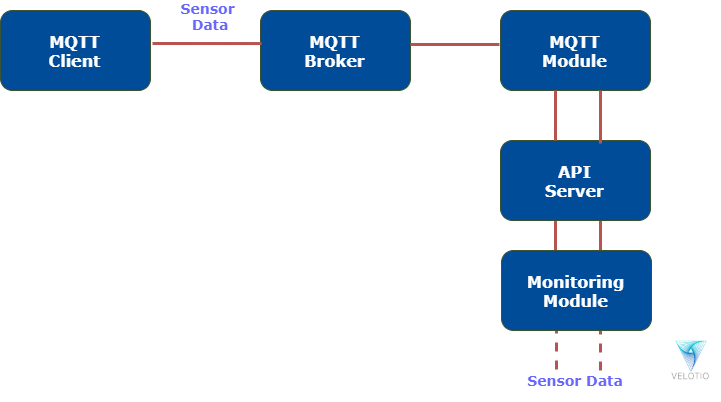 Sensor
Data
MQTT
Client
MQTT
Broker
MQTT
Module
API
Server
Monitoring
Module
Sensor Data
VELOTIO